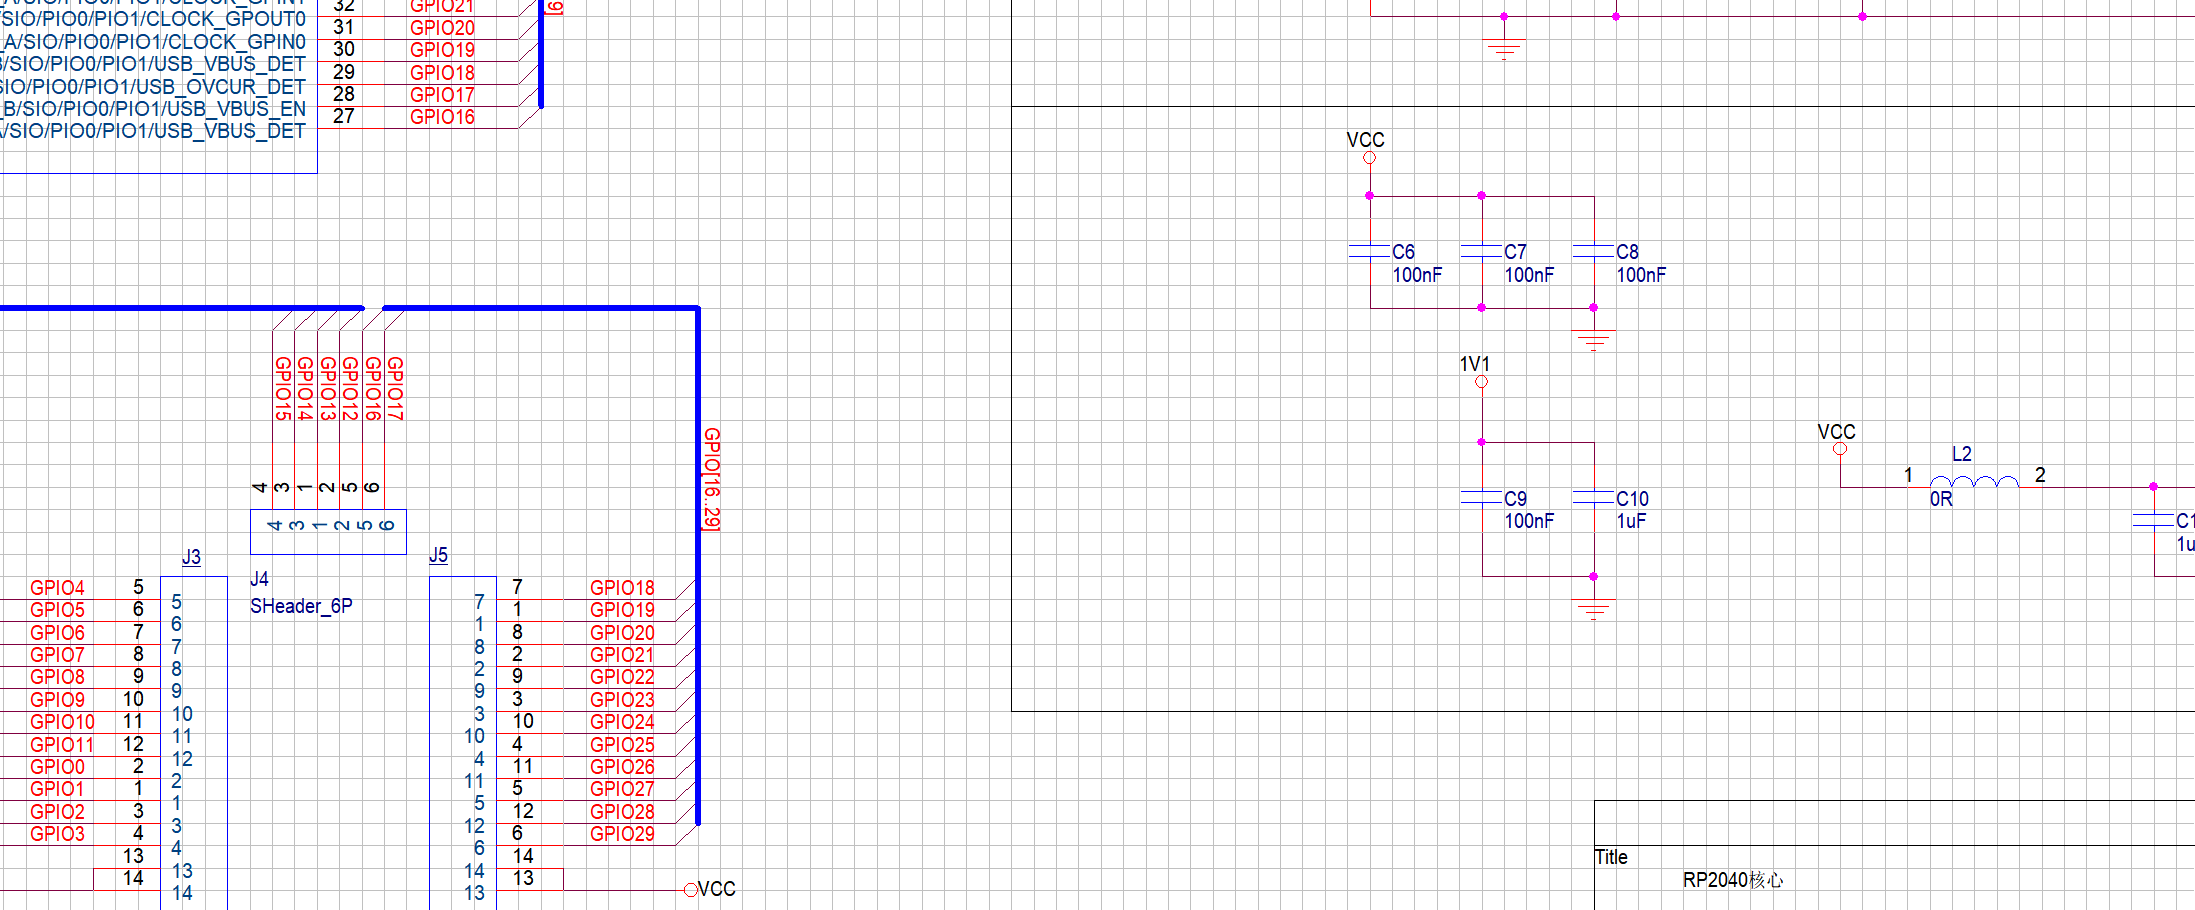 32 GPIO21
/SIO/PIO0/PIO1/CLOCK_GPOUT0 31 GPIO20
_A/SIO/PIO0/PIO1/CLOCK_GPIN0 30 GPIO19
/SIO/PIO0/PIO1/USB_VBUS_DET 29 GPIO18
SIO/PIO0/PIO1/USB_OVCUR_DET 28 GPIO17
_B/SIO/PIO0/PIO1/USB_VBUS_EN 27 GPIO16
/SIO/PIO0/PIO1/USB_VBUS_DET
9]
VCC
C6
100nF
C7
100nF
C8
100nF
1V1
C9
100nF
C10
1uF
VCC
1
L2
2
0R
C1
1u
GPIO15
GPIO14
GPIO13
GPIO12
GPIO16
GPIO17
GPIO[16..29]
4 3 1 2 5 6
4 3 1 2 5 6
J4
SHeader_6P
J3
GPIO4 5 5
GPIO5 6 6
GPIO6 7 7
GPIO7 8 8
GPIO8 9 9
GPIO9 10 10
GPIO10 11 11
GPIO11 12 12
GPIO0 2 2
GPIO1 1 1
GPIO2 3 3
GPIO3 4 4
13 13
14 14
J5
7 7 GPIO18
1 1 GPIO19
8 8 GPIO20
2 2 GPIO21
9 9 GPIO22
3 3 GPIO23
10 10 GPIO24
4 4 GPIO25
11 11 GPIO26
5 5 GPIO27
12 12 GPIO28
6 6 GPIO29
14 14
13 13 VCC
Title
RP2040核心